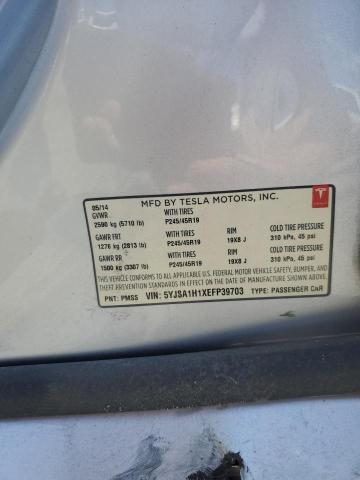 MFD BY TESLA MOTORS, INC.
05/14
GVWR WITH TIRES
2590 kg (5710 lb) P245/45R19
GAWR FRT WITH TIRES RIM COLD TIRE PRESSURE
1276 kg (2813 lb) P245/45R19 19X8 J 310 kPa, 45 psi
GAWR RR WITH TIRES RIM COLD TIRE PRESSURE
1500 kg (3307 lb) P245/45R19 19X8 J 310 kPa, 45 psi
THIS VEHICLE CONFORMS TO ALL APPLICABLE U.S. FEDERAL MOTOR VEHICLE SAFETY, BUMPER, AND
THEFT PREVENTION STANDARDS IN EFFECT ON THE DATE OF MANUFACTURE SHOWN ABOVE.
PNT: PMSS VIN: 5YJSA1H1XEFP39703 TYPE: PASSENGER CAR